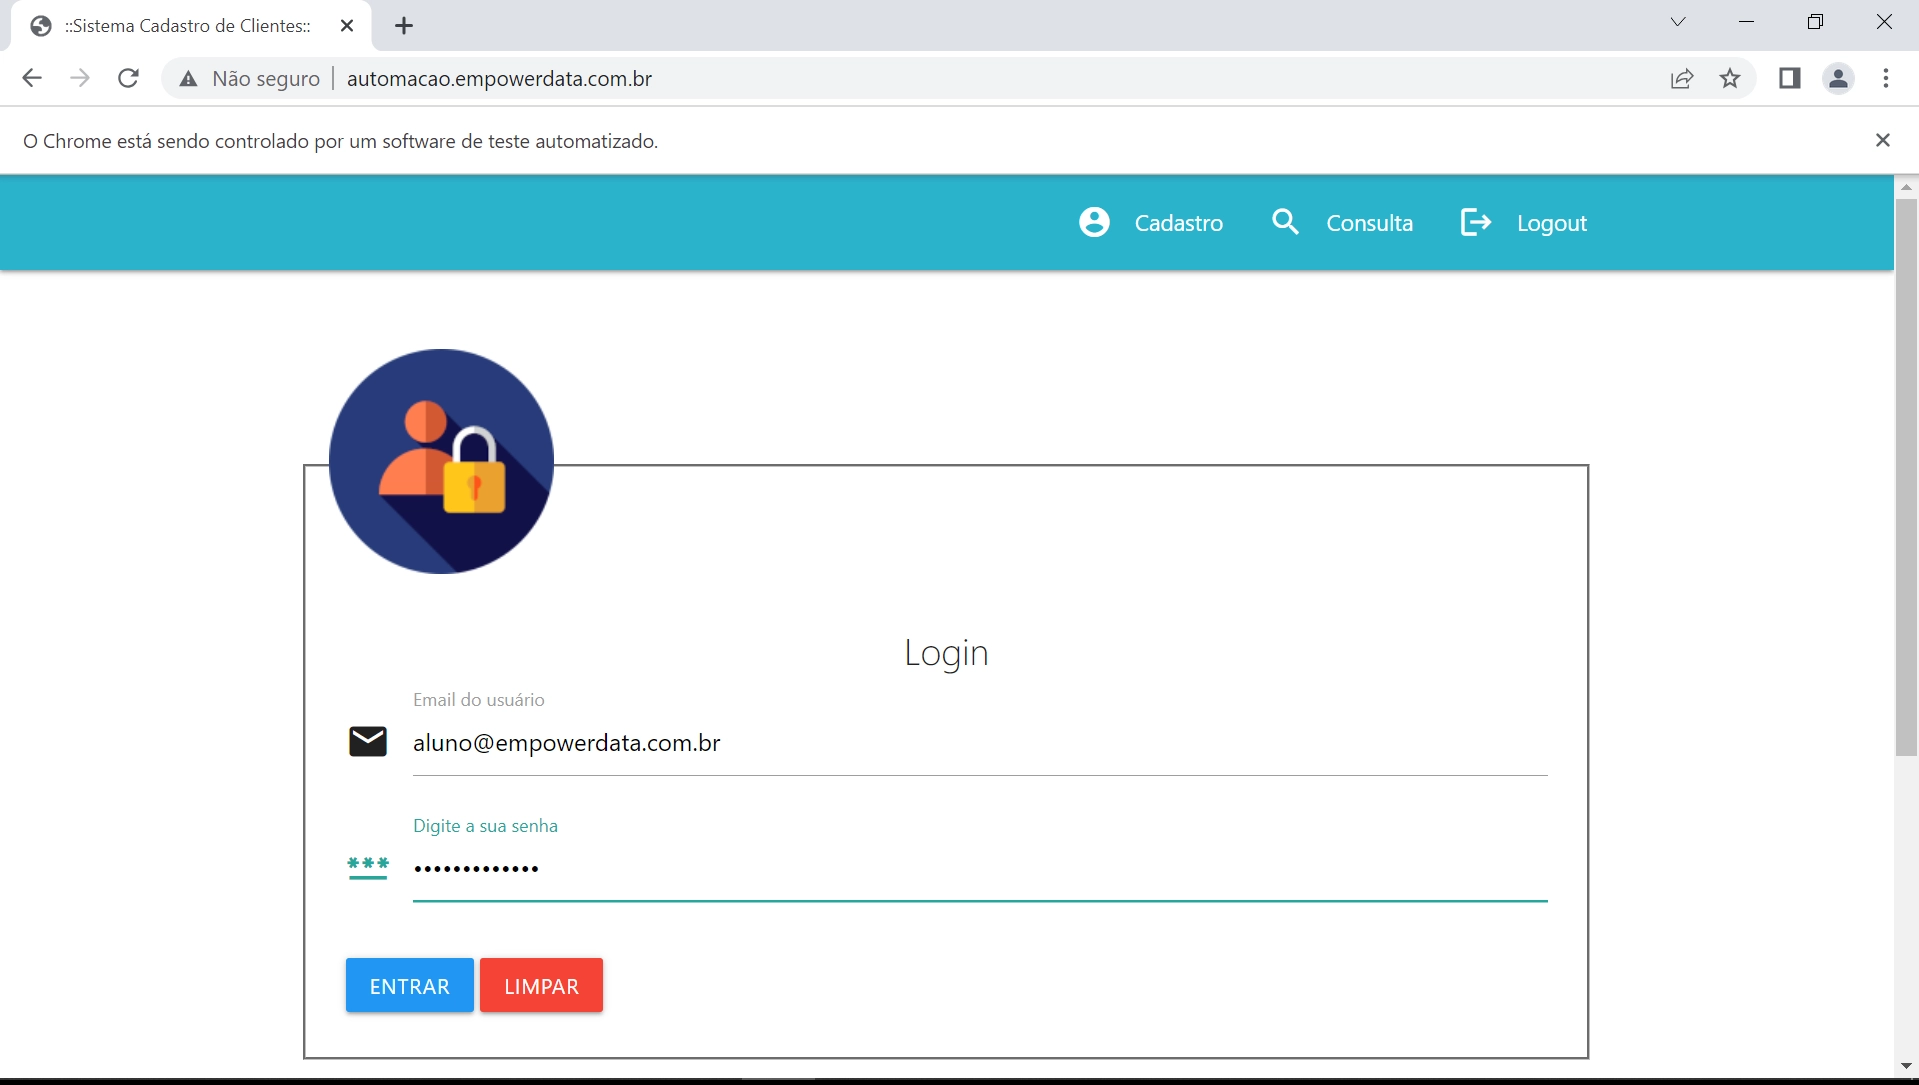 ::Sistema Cadastro de Clientes::
Não seguro | automacao.empowerdata.com.br
O Chrome está sendo controlado por um software de teste automatizado.
Cadastro Consulta Logout
Login
Email do usuário
aluno@empowerdata.com.br
Digite a sua senha
***
•••••••••••••
ENTRAR LIMPAR